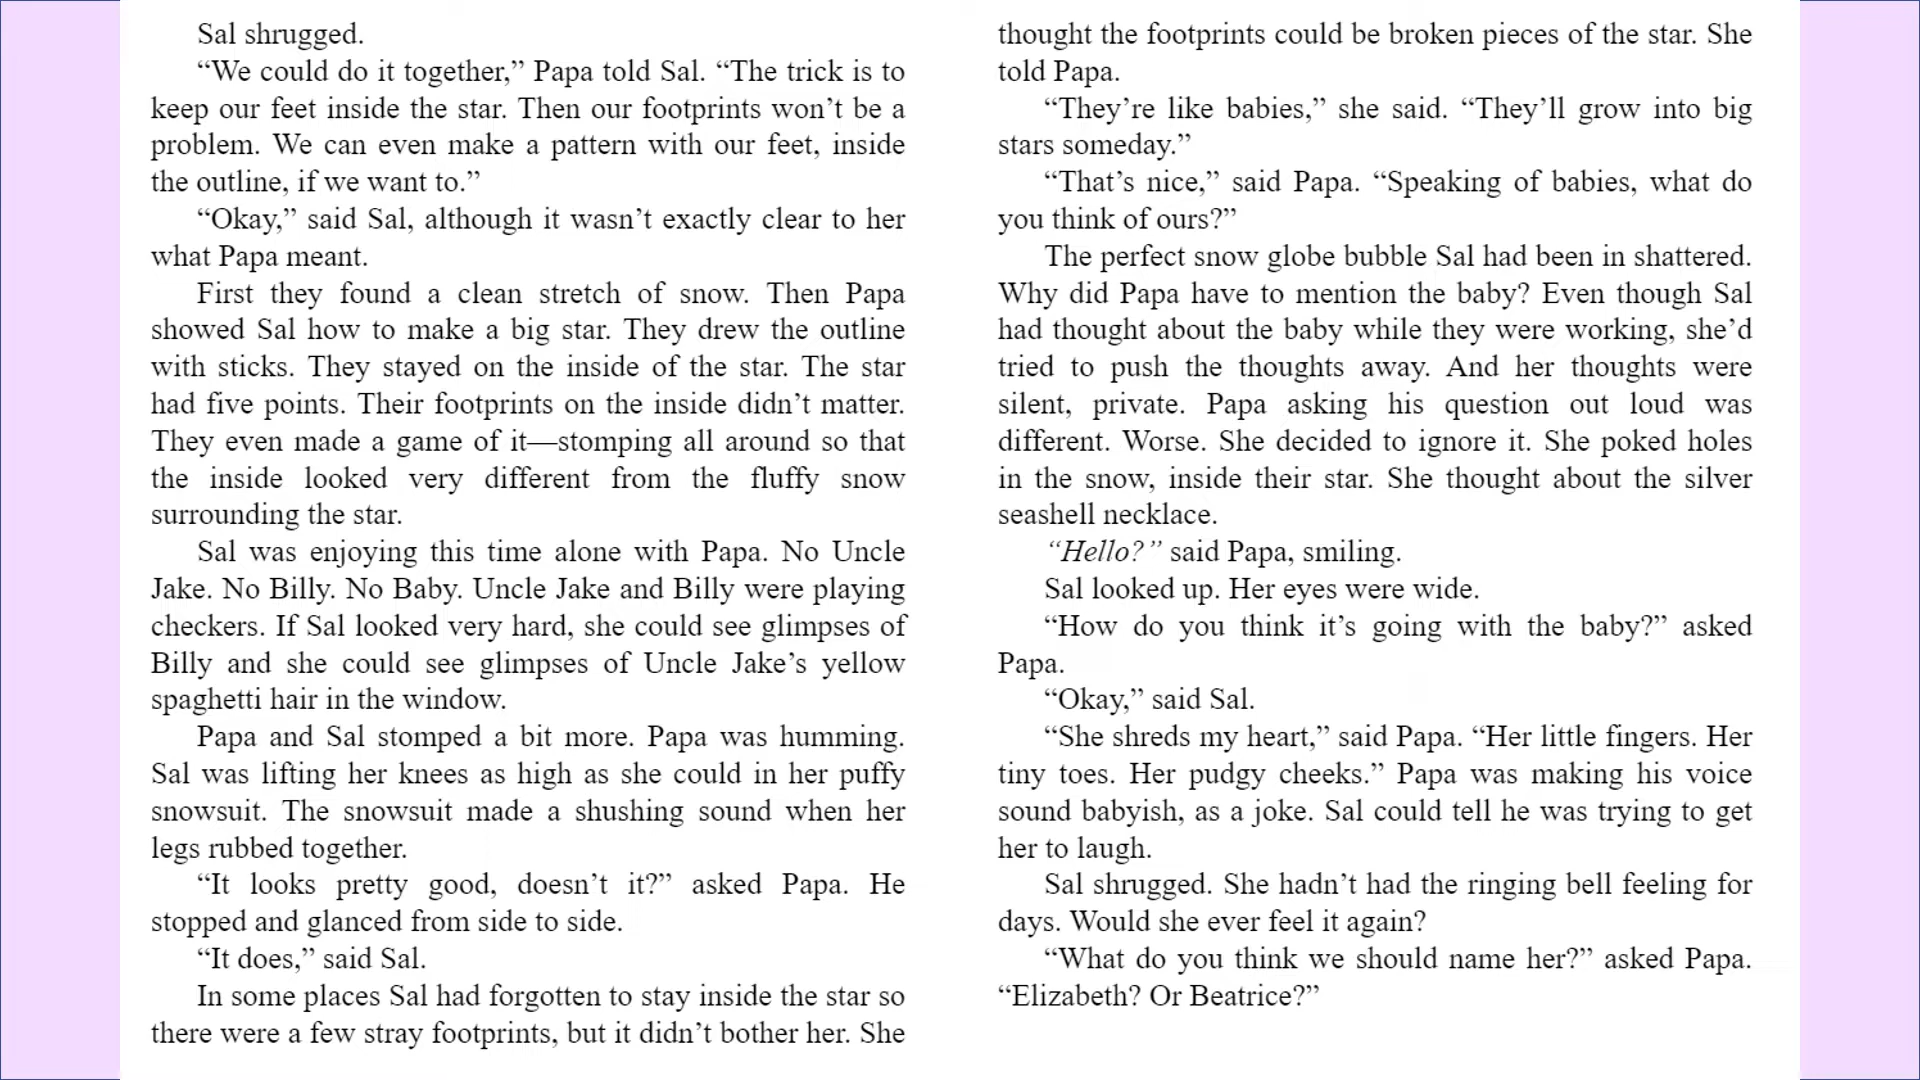 Sal shrugged.
“We could do it together,” Papa told Sal. “The trick is to
keep our feet inside the star. Then our footprints won’t be a
problem. We can even make a pattern with our feet, inside
the outline, if we want to.”
“Okay,” said Sal, although it wasn’t exactly clear to her
what Papa meant.
First they found a clean stretch of snow. Then Papa
showed Sal how to make a big star. They drew the outline
with sticks. They stayed on the inside of the star. The star
had five points. Their footprints on the inside didn’t matter.
They even made a game of it—stomping all around so that
the inside looked very different from the fluffy snow
surrounding the star.
Sal was enjoying this time alone with Papa. No Uncle
Jake. No Billy. No Baby. Uncle Jake and Billy were playing
checkers. If Sal looked very hard, she could see glimpses of
Billy and she could see glimpses of Uncle Jake’s yellow
spaghetti hair in the window.
Papa and Sal stomped a bit more. Papa was humming.
Sal was lifting her knees as high as she could in her puffy
snowsuit. The snowsuit made a shushing sound when her
legs rubbed together.
“It looks pretty good, doesn’t it?” asked Papa. He
stopped and glanced from side to side.
“It does,” said Sal.
In some places Sal had forgotten to stay inside the star so
there were a few stray footprints, but it didn’t bother her. She
thought the footprints could be broken pieces of the star. She
told Papa.
“They’re like babies,” she said. “They’ll grow into big
stars someday.”
“That’s nice,” said Papa. “Speaking of babies, what do
you think of ours?”
The perfect snow globe bubble Sal had been in shattered.
Why did Papa have to mention the baby? Even though Sal
had thought about the baby while they were working, she’d
tried to push the thoughts away. And her thoughts were
silent, private. Papa asking his question out loud was
different. Worse. She decided to ignore it. She poked holes
in the snow, inside their star. She thought about the silver
seashell necklace.
“Hello?” said Papa, smiling.
Sal looked up. Her eyes were wide.
“How do you think it’s going with the baby?” asked
Papa.
“Okay,” said Sal.
“She shreds my heart,” said Papa. “Her little fingers. Her
tiny toes. Her pudgy cheeks.” Papa was making his voice
sound babyish, as a joke. Sal could tell he was trying to get
her to laugh.
Sal shrugged. She hadn’t had the ringing bell feeling for
days. Would she ever feel it again?
“What do you think we should name her?” asked Papa.
“Elizabeth? Or Beatrice?”